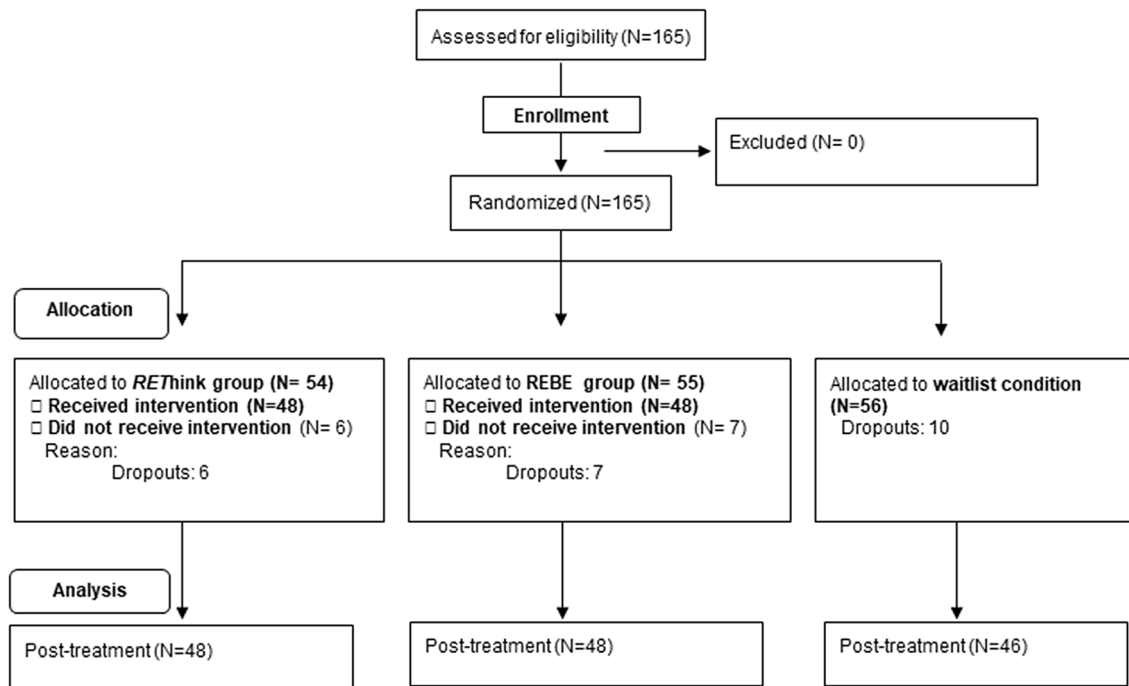 Assessed for eligibility (N=165)
Enrollment
Excluded (N= 0)
Randomized (N=165)
Allocation
Allocated to REThink group (N= 54)
□ Received intervention (N=48)
□ Did not receive intervention (N= 6)
Reason:
Dropouts: 6
Allocated to REBE group (N= 55)
□ Received intervention (N=48)
□ Did not receive intervention (N= 7)
Reason:
Dropouts: 7
Allocated to waitlist condition
(N=56)
Dropouts: 10
Analysis
Post-treatment (N=48)
Post-treatment (N=48)
Post-treatment (N=46)